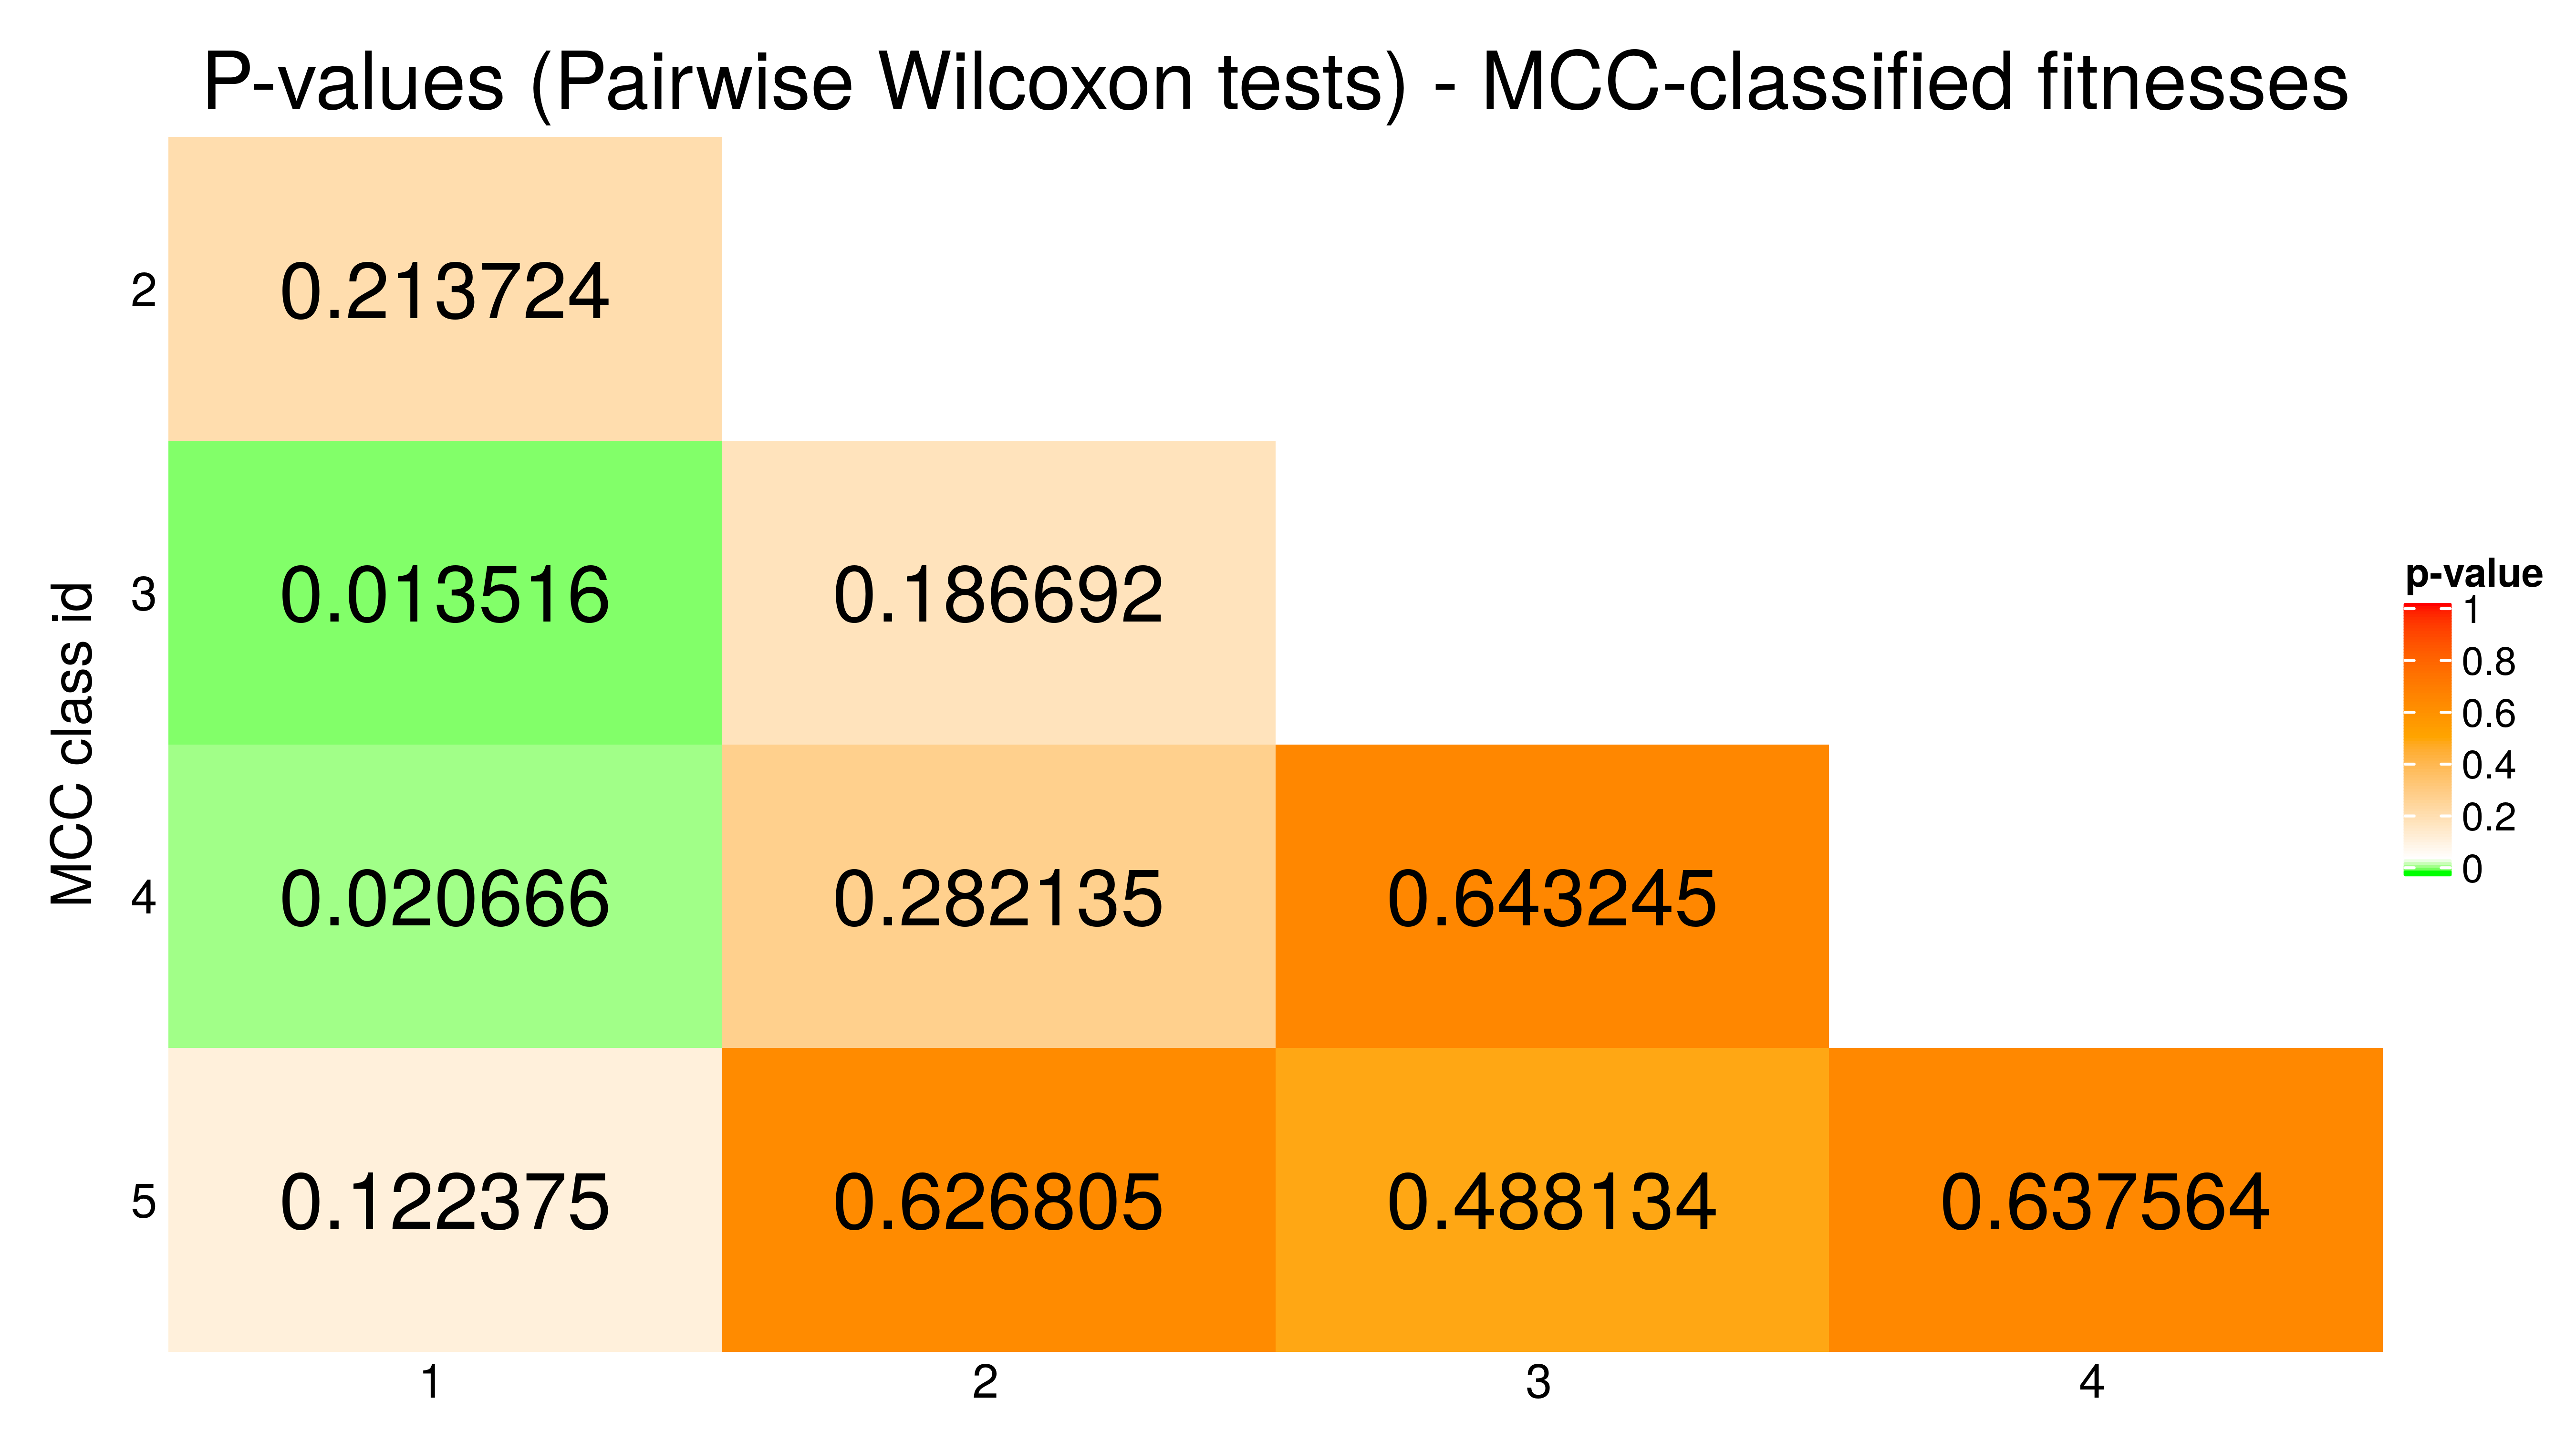 P-values (Pairwise Wilcoxon tests) - MCC-classified fitnesses
MCC class id
2
0.213724
3
0.013516 0.186692
4
0.020666 0.282135 0.643245
5
0.122375 0.626805 0.488134 0.637564
1 2 3 4
p-value
1
0.8
0.6
0.4
0.2
0